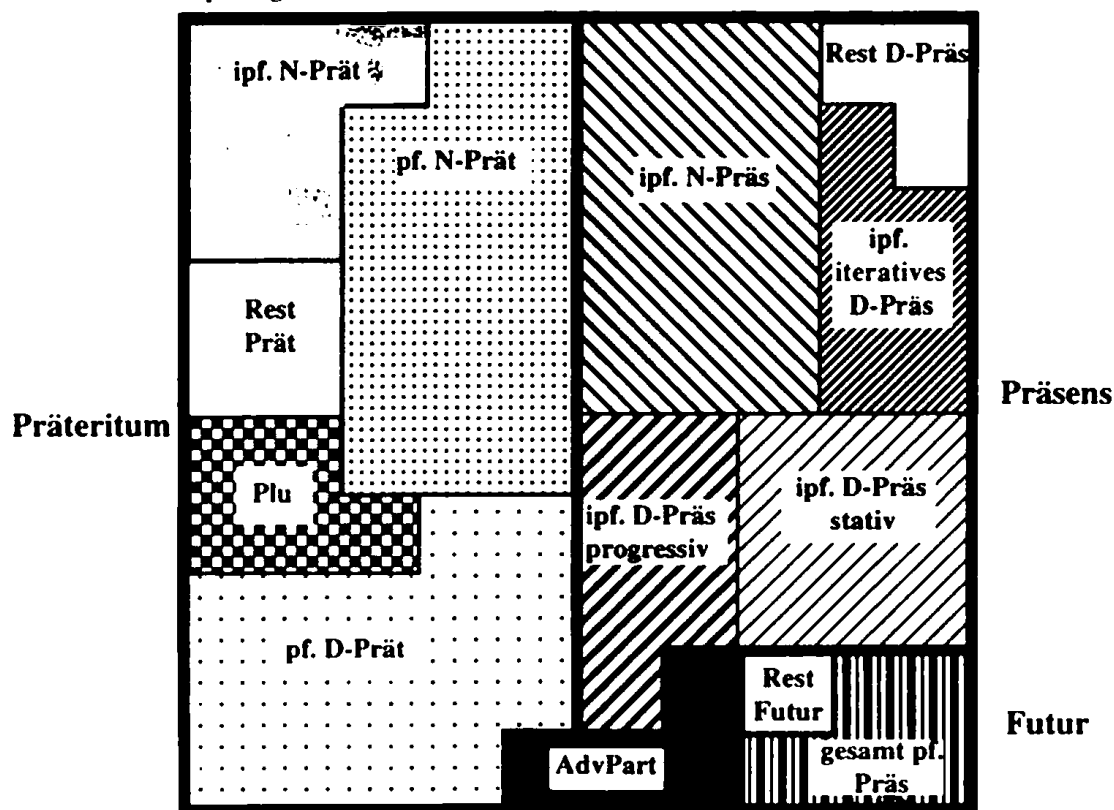 ipf. N-Prät
pf. N-Prät
ipf. N-Präs
Rest D-Präs
ipf.
iteratives
D-Präs
Rest
Prät
Präteritum
Präsens
Plu
ipf. D-Präs
progressiv
ipf. D-Präs
stativ
pf. D-Prät
Rest
Futur
Futur
AdvPart
gesamt pf.
Präs